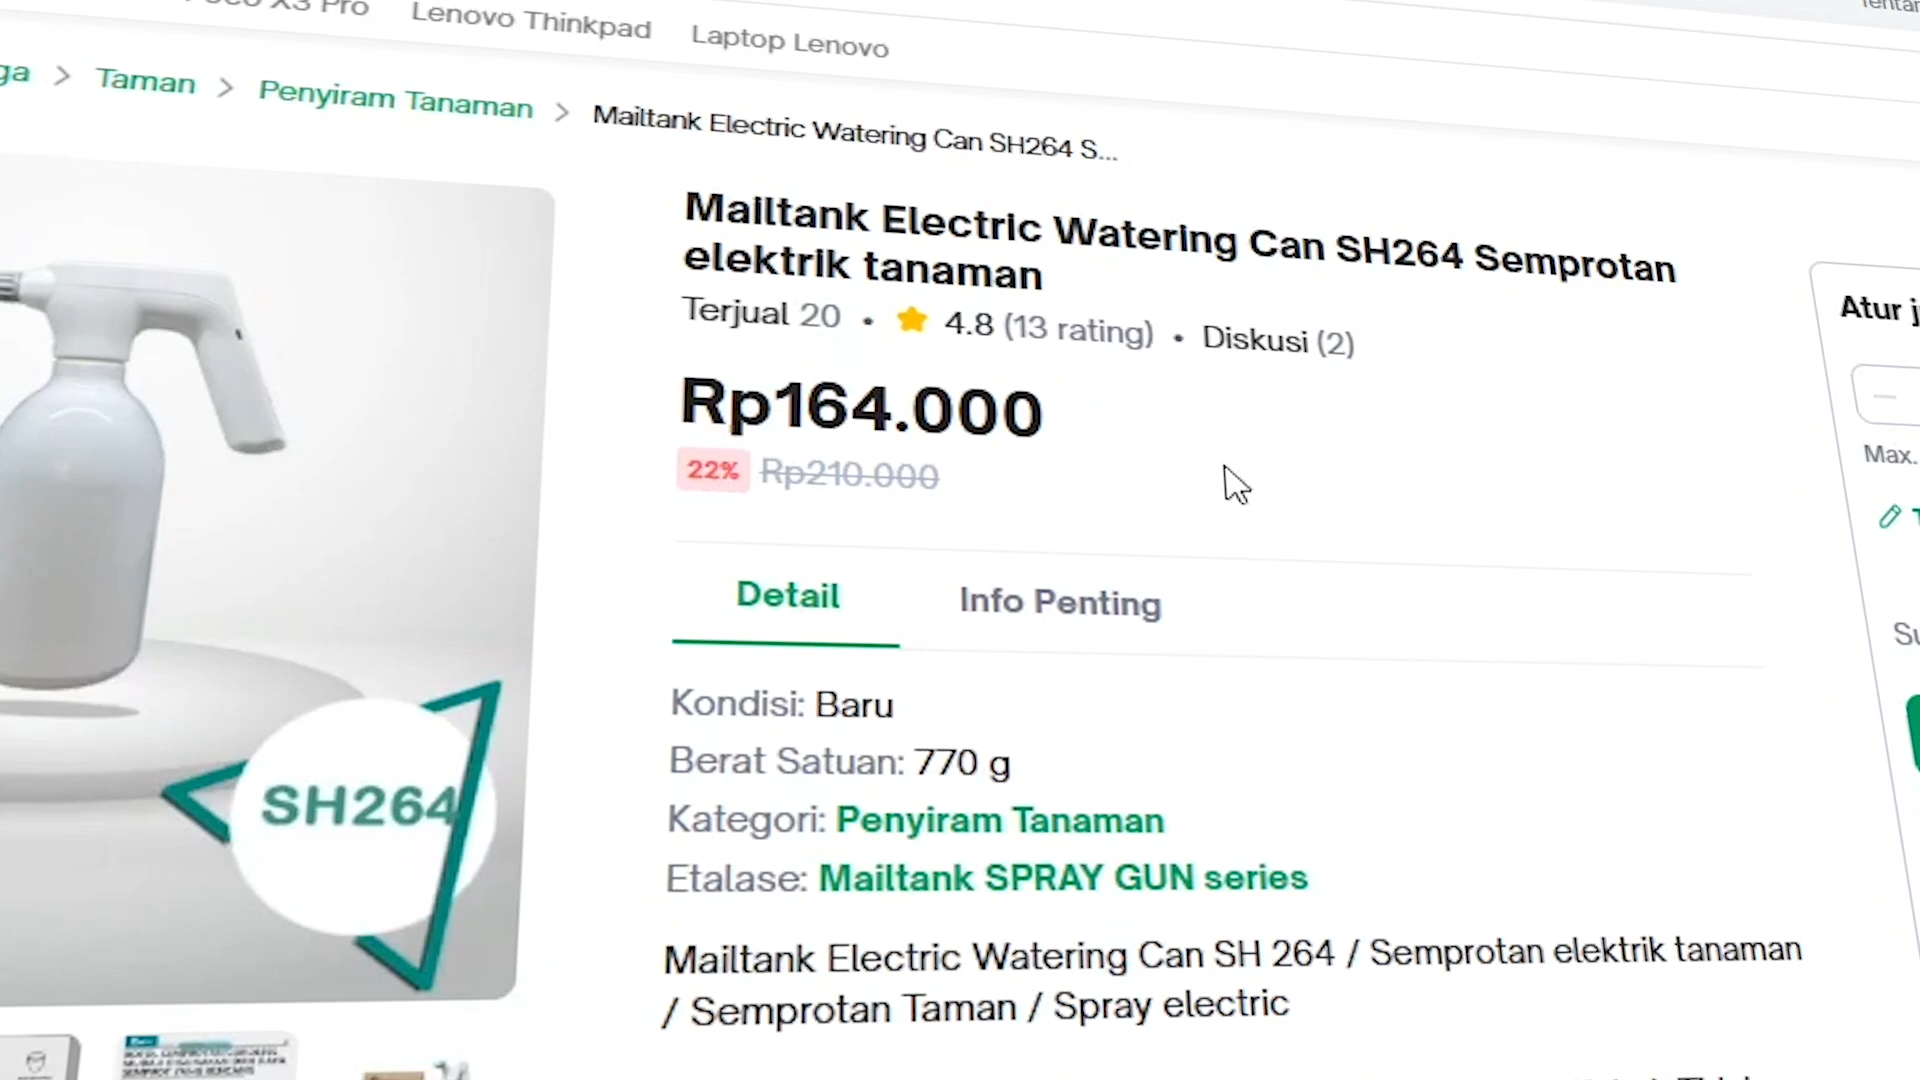 X3 Pro
Lenovo Thinkpad
Laptop Lenovo
Taman > Penyiram Tanaman > Mailtank Electric Watering Can SH264 S...
Mailtank Electric Watering Can SH264 Semprotan
elektrik tanaman
Terjual 20 • 4.8 (13 rating) • Diskusi (2)
Rp164.000
22% Rp210.000
Detail
Info Penting
Kondisi: Baru
Berat Satuan: 770 g
Kategori: Penyiram Tanaman
Etalase: Mailtank SPRAY GUN series
Mailtank Electric Watering Can SH 264 / Semprotan elektrik tanaman
/ Semprotan Taman / Spray electric
SH264
Atur
Max.